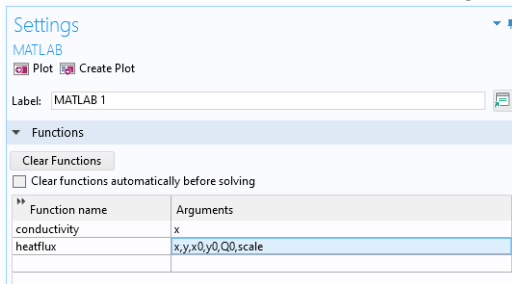 Settings
MATLAB
Plot Create Plot
Label: MATLAB 1
Functions
Clear Functions
Clear functions automatically before solving
Function name Arguments
conductivity x
heatflux x,y,x0,y0,Q0,scale